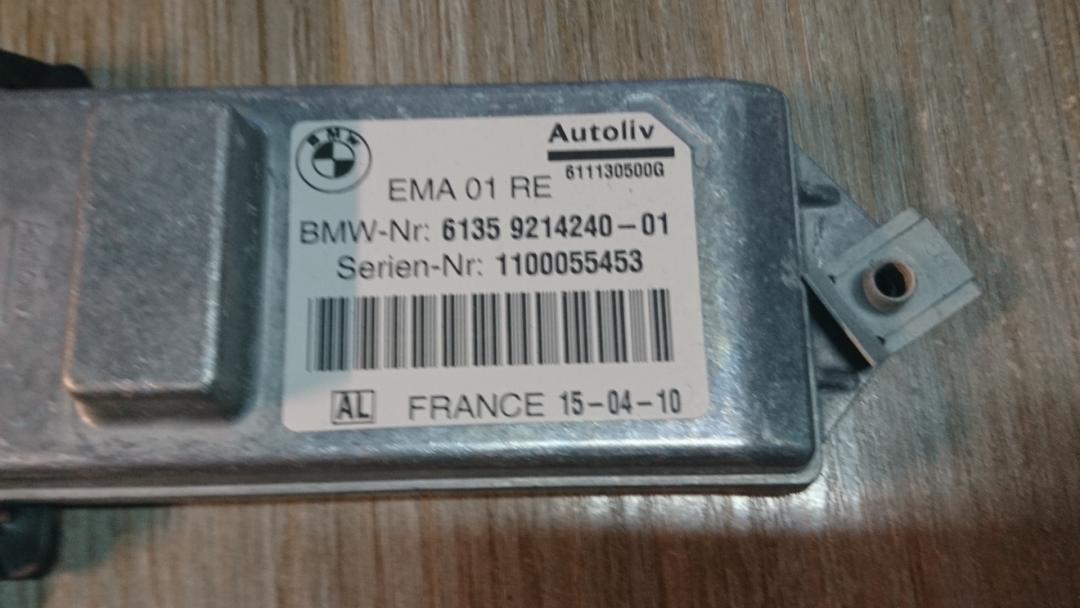 BMW
Autoliv
611130500G
EMA 01 RE
BMW-Nr: 6135 9214240-01
Serien-Nr: 1100055453
AL FRANCE 15-04-10